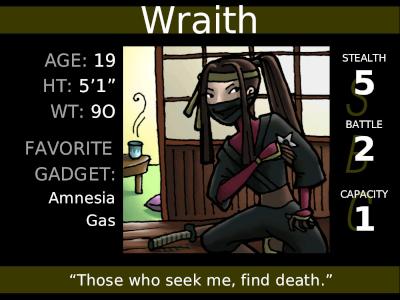 Wraith
AGE: 19
HT: 5’1”
WT: 9O
FAVORITE
GADGET:
Amnesia
Gas
STEALTH
S
5
BATTLE
B
2
CAPACITY
C
1
“Those who seek me, find death.”